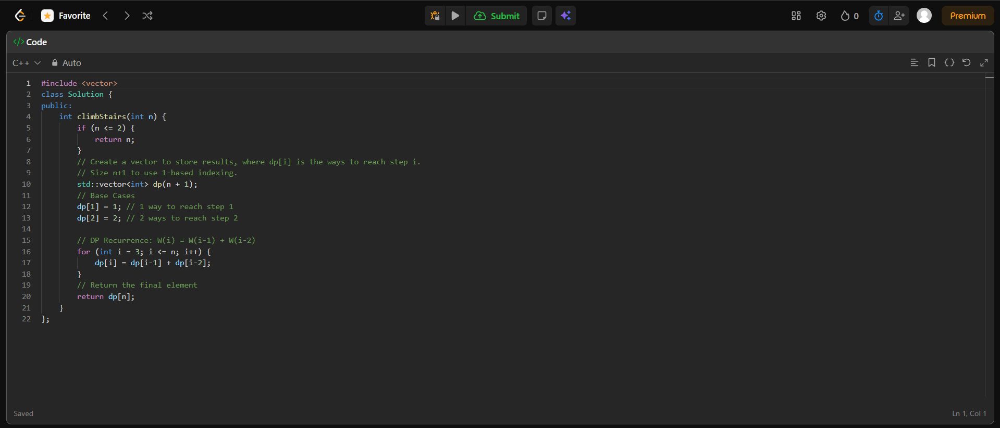 Favorite
Submit
0
Premium
</> Code
C++ Auto
1 #include <vector>
2 class Solution {
3 public:
4     int climbStairs(int n) {
5         if (n <= 2) {
6             return n;
7         }
8         // Create a vector to store results, where dp[i] is the ways to reach step i.
9         // Size n+1 to use 1-based indexing.
10         std::vector<int> dp(n + 1);
11         // Base Cases
12         dp[1] = 1; // 1 way to reach step 1
13         dp[2] = 2; // 2 ways to reach step 2
14
15         // DP Recurrence: W(i) = W(i-1) + W(i-2)
16         for (int i = 3; i <= n; i++) {
17             dp[i] = dp[i-1] + dp[i-2];
18         }
19         // Return the final element
20         return dp[n];
21     }
22 };
Saved
Ln 1, Col 1